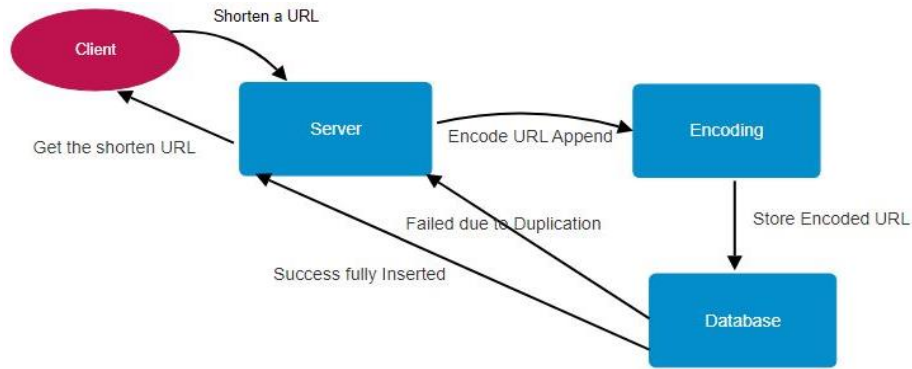 Shorten a URL
Client
Server
Encoding
Encode URL Append
Get the shorten URL
Store Encoded URL
Failed due to Duplication
Success fully Inserted
Database